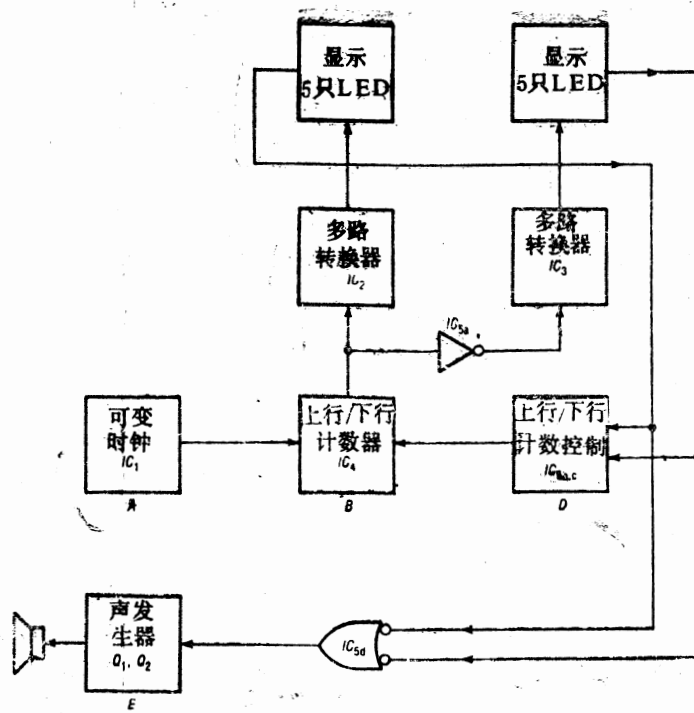 显示
5只LED
显示
5只LED
多路
转换器
IC2
多路
转换器
IC3
IC5a
可变
时钟
IC1
A
上行/下行
计数器
IC4
B
上行/下行
计数控制
D
声发
生器
Q1, Q2
E
IC5d